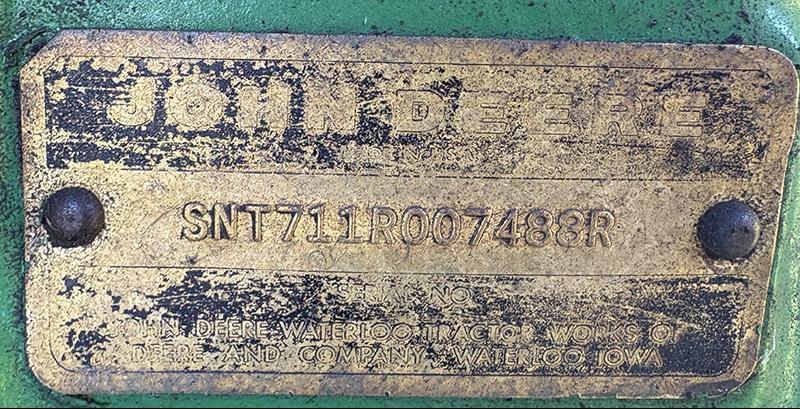 JOHN DEERE
SNT711R007488R
SERIAL NO.
JOHN DEERE WATERLOO TRACTOR WORKS OF
DEERE AND COMPANY WATERLOO, IOWA